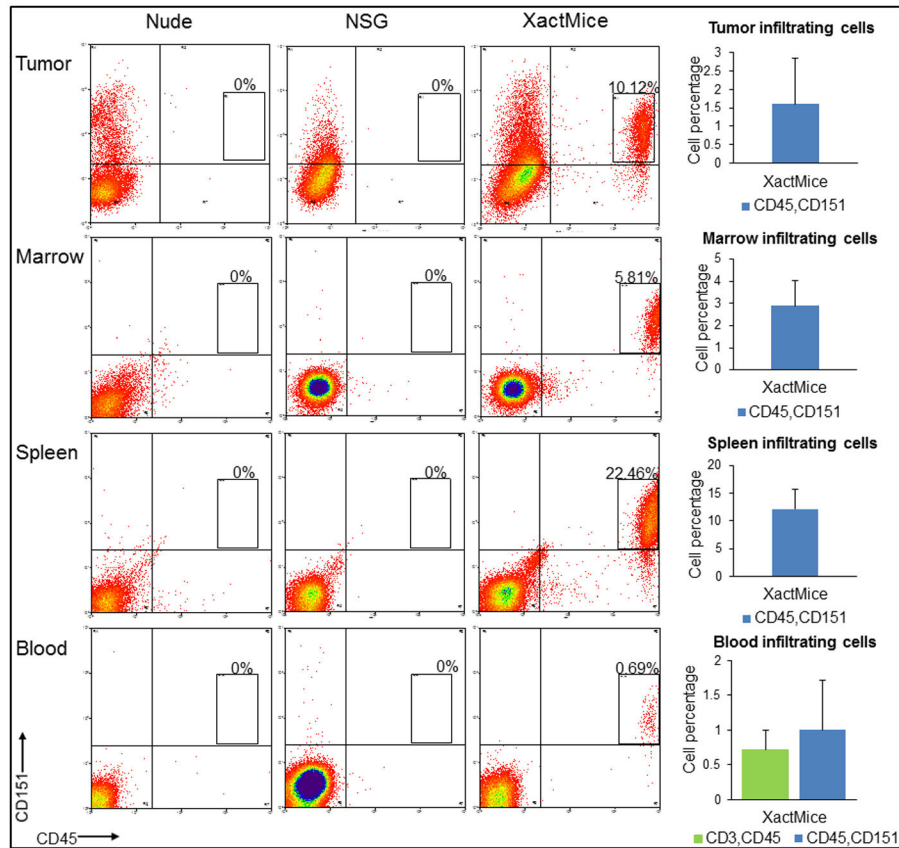 Nude NSG XactMice
Tumor
0%
0%
10.12%
Tumor infiltrating cells
Cell percentage
3
2.5
2
1.5
1
0.5
0
XactMice
CD45,CD151
Marrow
0%
0%
5.81%
Marrow infiltrating cells
Cell percentage
5
4
3
2
1
0
XactMice
CD45,CD151
Spleen
0%
0%
22.46%
Spleen infiltrating cells
Cell percentage
20
15
10
5
0
XactMice
CD45,CD151
Blood
0%
0%
0.69%
Blood infiltrating cells
Cell percentage
2
1.5
1
0.5
0
XactMice
CD3,CD45 CD45,CD151
CD151
CD45